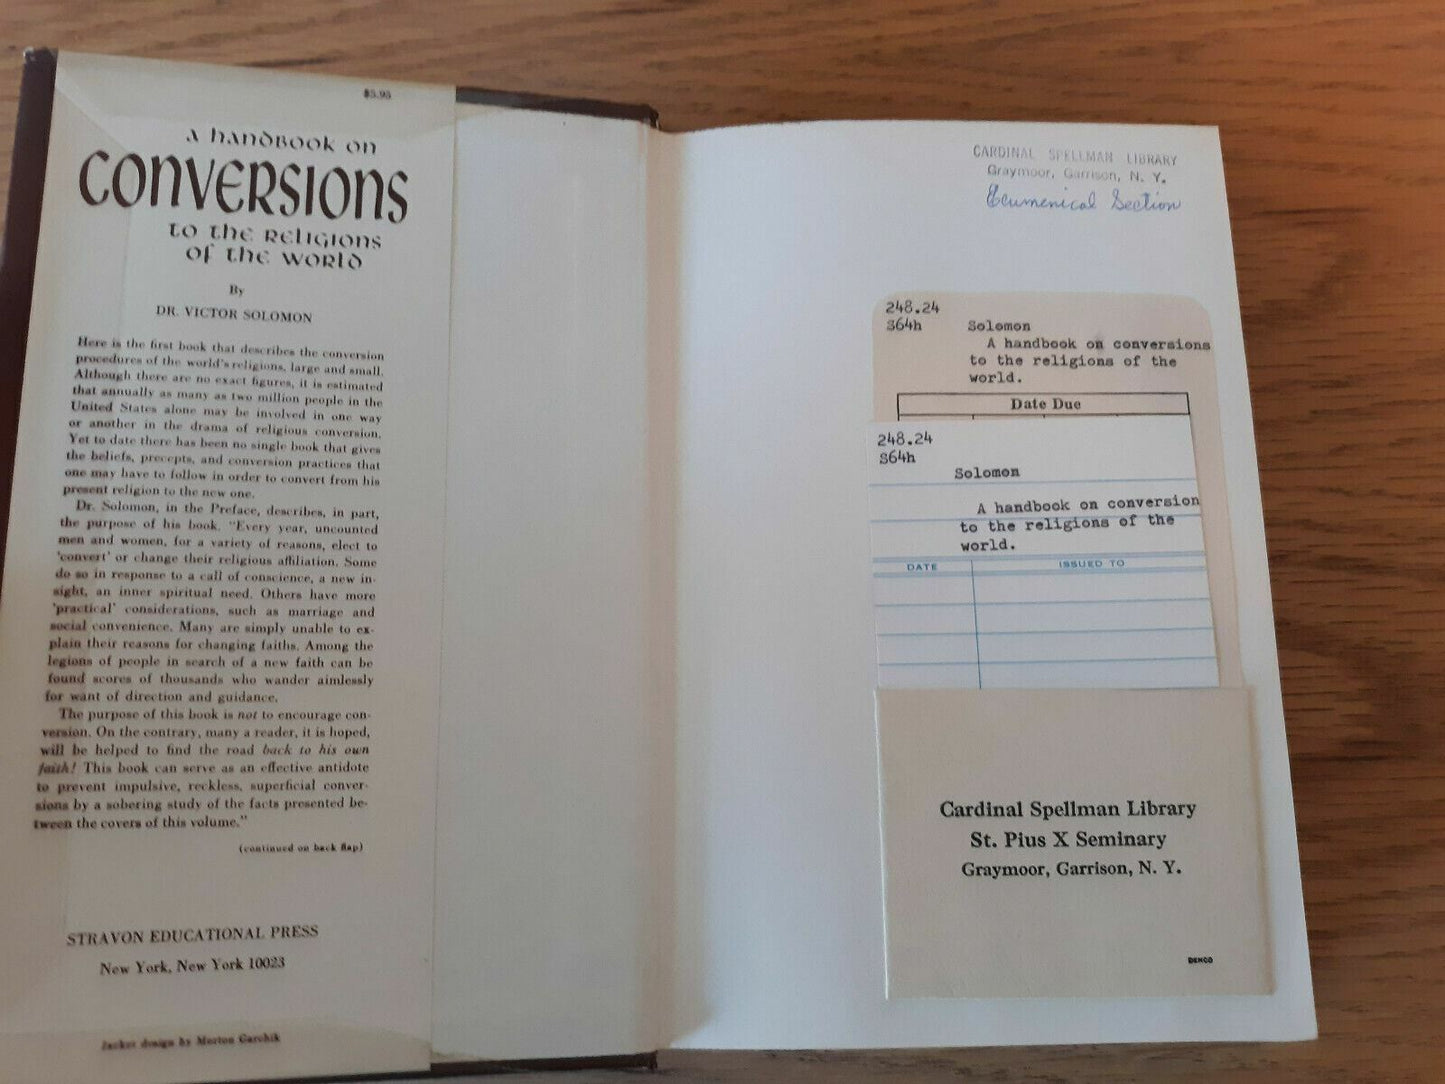 $5.95
A handbook on
CONVERSIONS
to the religions
of the world
By
DR. VICTOR SOLOMON
Here is the first book that describes the conversion
procedures of the world's religions, large and small.
Although there are no exact figures, it is estimated
that annually as many as two million people in the
United States alone may be involved in one way
or another in the drama of religious conversion.
Yet to date there has been no single book that gives
the beliefs, precepts, and conversion practices that
one may have to follow in order to convert from his
present religion to the new one.
Dr. Solomon, in the Preface, describes, in part,
the purpose of his book. "Every year, uncounted
men and women, for a variety of reasons, elect to
'convert' or change their religious affiliation. Some
do so in response to a call of conscience, a new in-
sight, an inner spiritual need. Others have more
'practical' considerations, such as marriage and
social convenience. Many are simply unable to ex-
plain their reasons for changing faiths. Among the
legions of people in search of a new faith can be
found scores of thousands who wander aimlessly
for want of direction and guidance.
The purpose of this book is not to encourage con-
version. On the contrary, many a reader, it is hoped,
will be helped to find the road back to his own
faith! This book can serve as an effective antidote
to prevent impulsive, reckless, superficial conver-
sions by a sobering study of the facts presented be-
tween the covers of this volume."
(continued on back flap)
STRAVON EDUCATIONAL PRESS
New York, New York 10023
Jacket design by Morton Garchik
CARDINAL SPELLMAN LIBRARY
Graymoor, Garrison, N. Y.
Ecumenical Section
248.24
S64h Solomon
A handbook on conversions
to the religions of the
world.
Date Due
248.24
S64h
Solomon
A handbook on conversion
to the religions of the
world.
DATE ISSUED TO
Cardinal Spellman Library
St. Pius X Seminary
Graymoor, Garrison, N. Y.
DEMCO